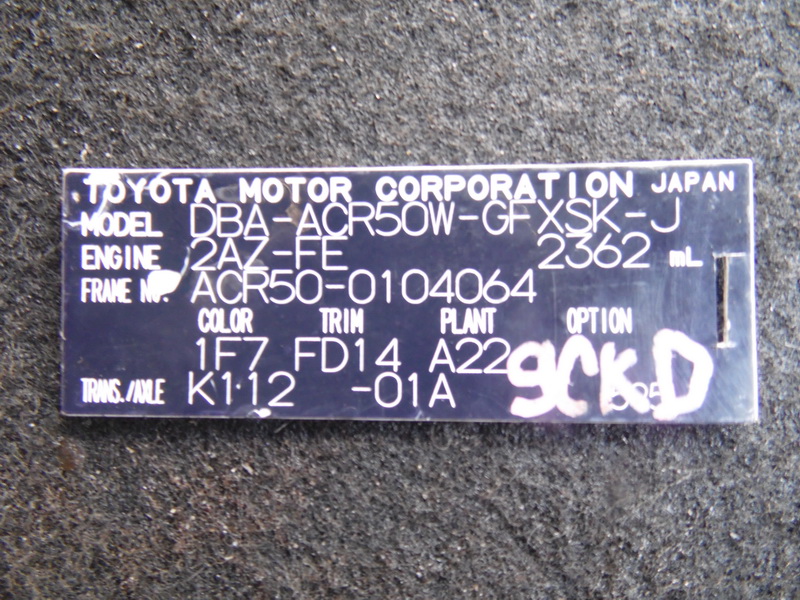 TOYOTA MOTOR CORPORATION JAPAN
MODEL DBA-ACR50W-GFXSK-J
ENGINE 2AZ-FE 2362 mL
FRAME NO. ACR50-0104064
COLOR TRIM PLANT OPTION
1F7 FD14 A22
TRANS./AXLE K112 -01A